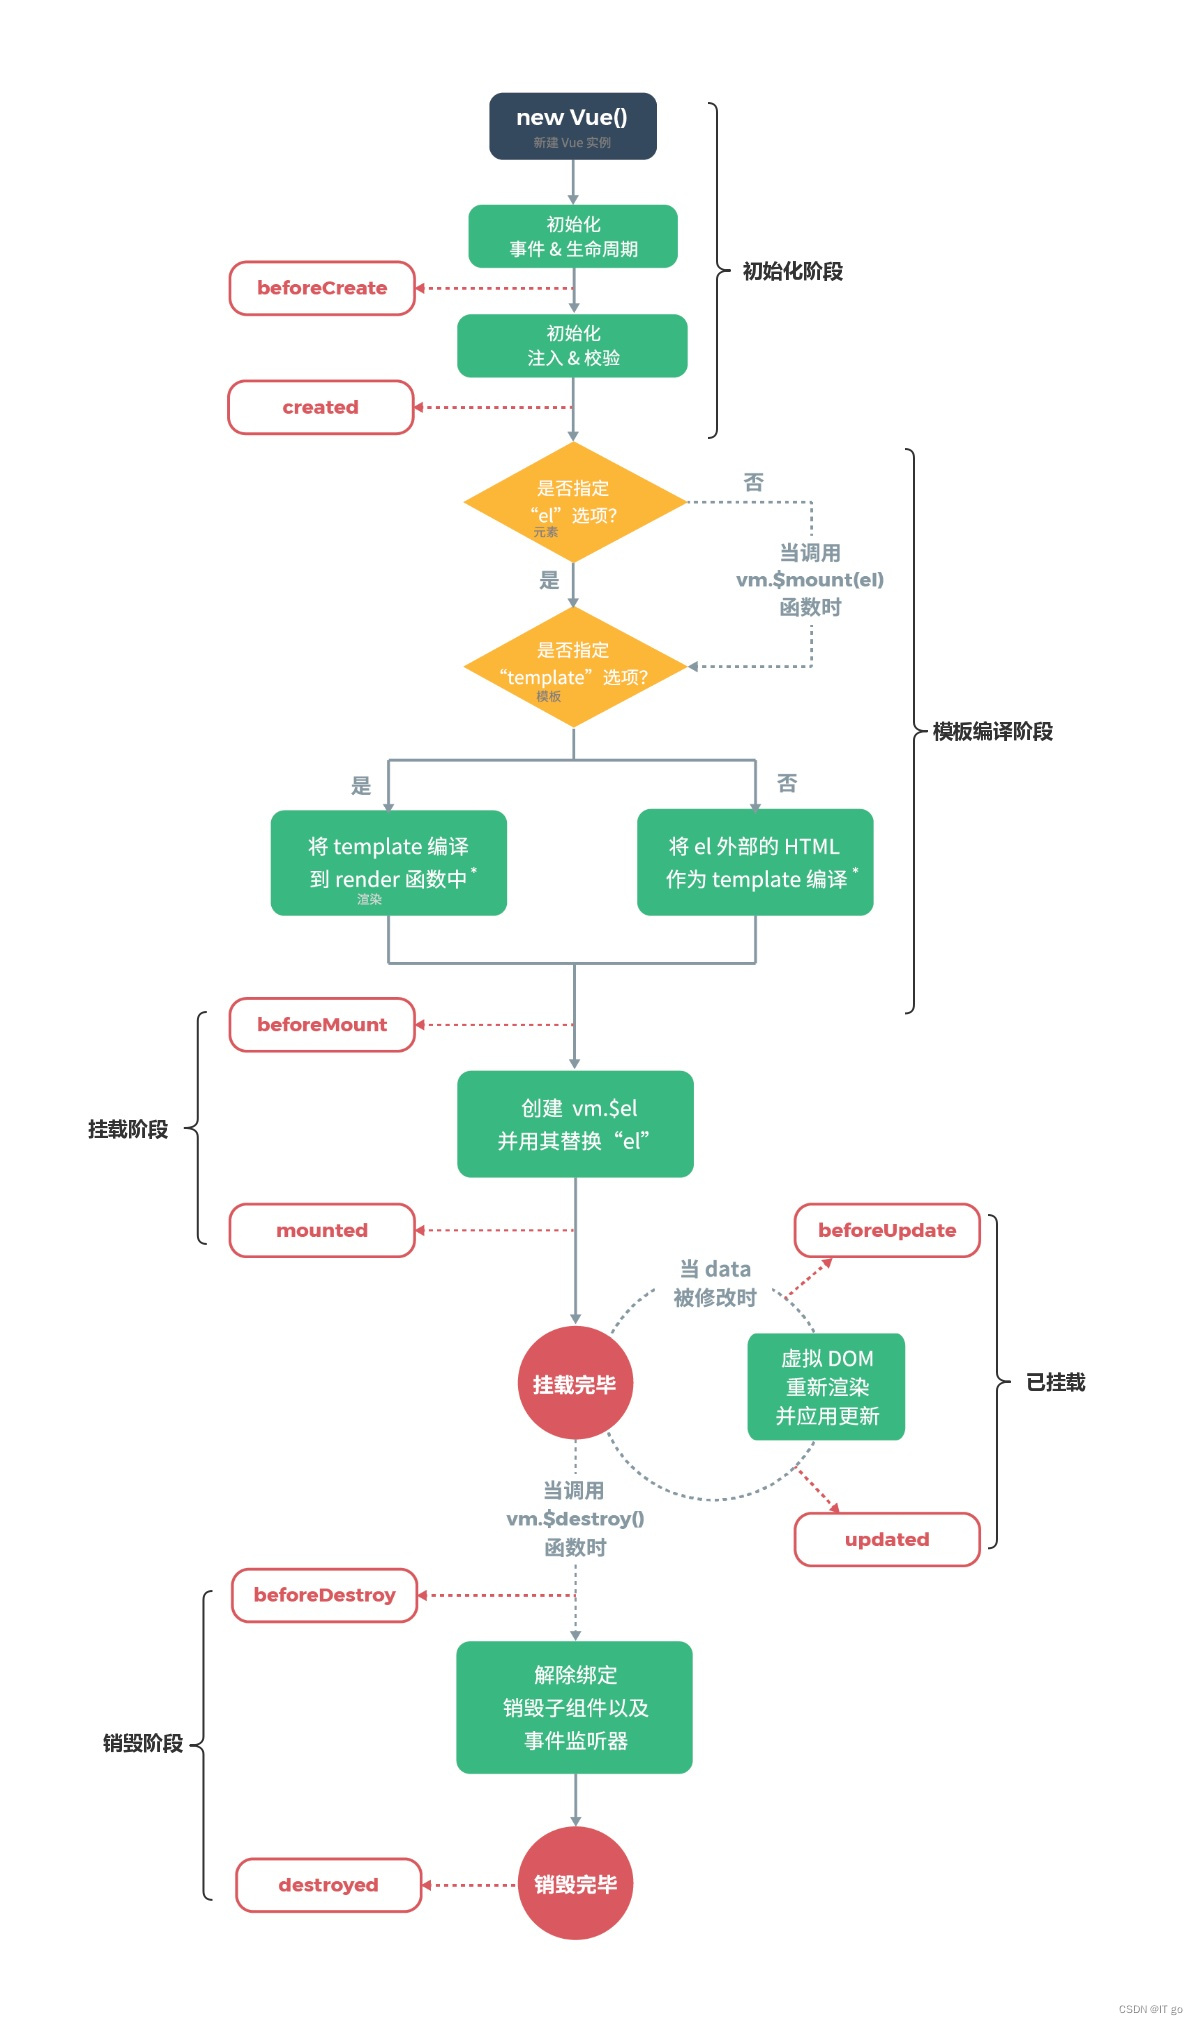 new Vue()
新建 Vue 实例
初始化
事件 & 生命周期
初始化阶段
beforeCreate
初始化
注入 & 校验
created
否
是否指定
“el” 选项?
元素
当调用
vm.$mount(el)
函数时
是
是否指定
“template” 选项?
模板
模板编译阶段
是
否
将 template 编译
到 render 函数中*
渲染
将 el 外部的 HTML
作为 template 编译*
beforeMount
创建 vm.$el
并用其替换“el”
挂载阶段
mounted
beforeUpdate
当 data
被修改时
挂载完毕
虚拟 DOM
重新渲染
并应用更新
已挂载
当调用
vm.$destroy()
函数时
updated
beforeDestroy
解除绑定
销毁子组件以及
事件监听器
销毁阶段
销毁完毕
destroyed
CSDN @IT go